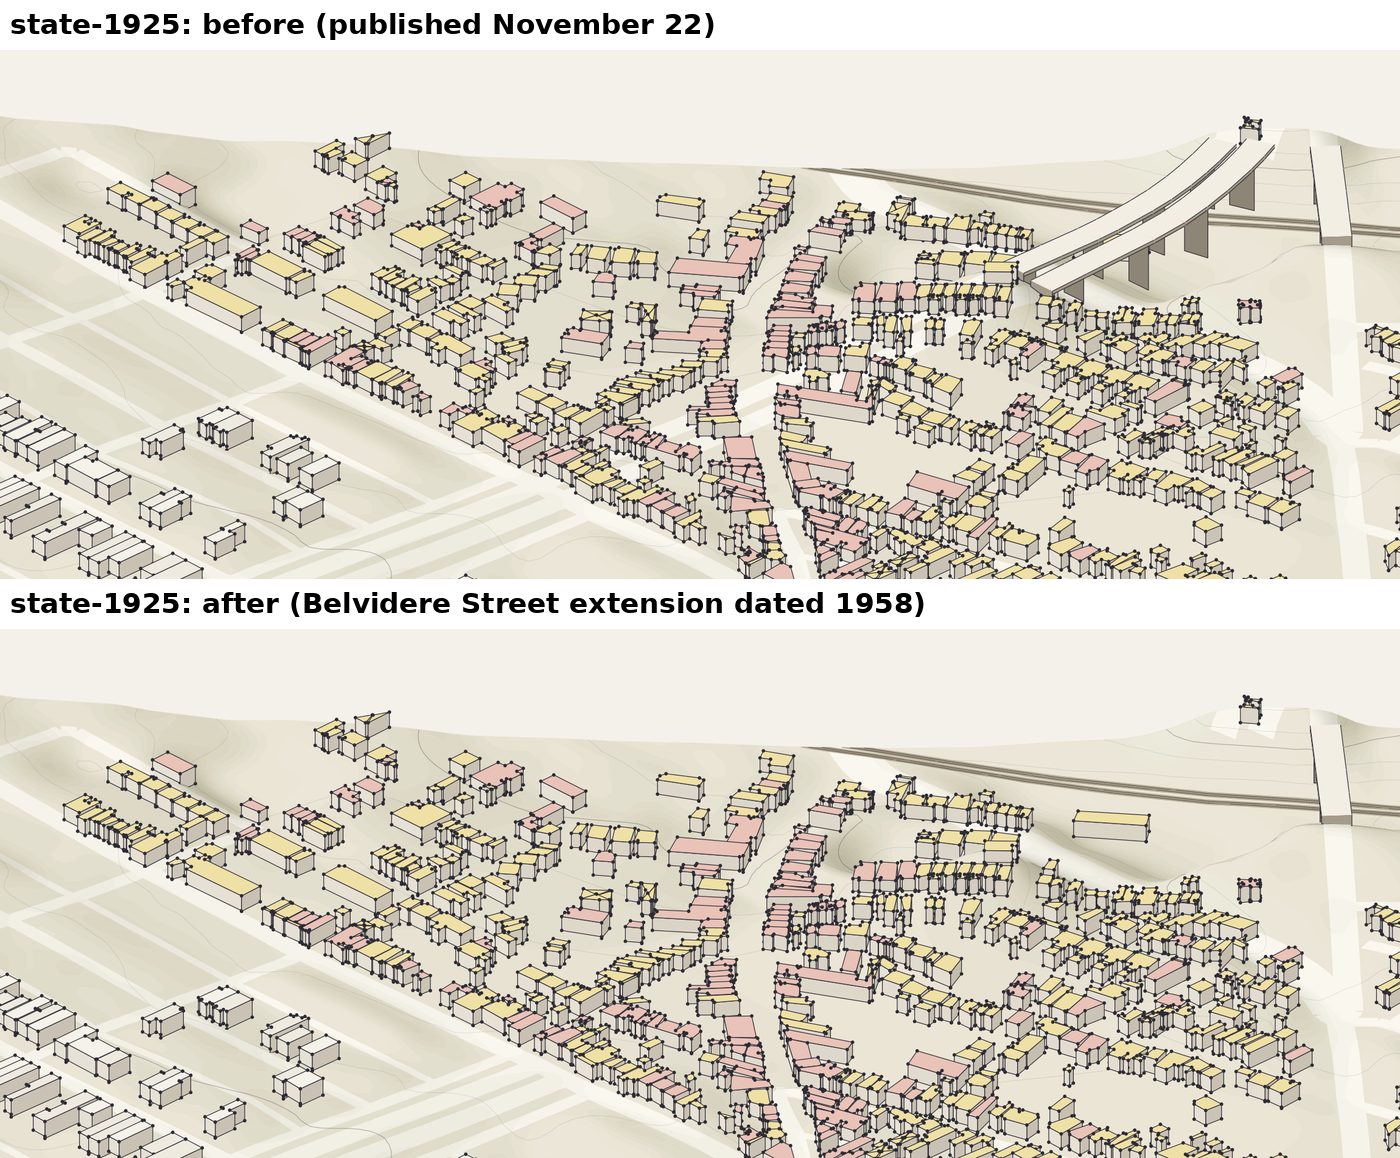 state-1925: before (published November 22)
state-1925: after (Belvidere Street extension dated 1958)